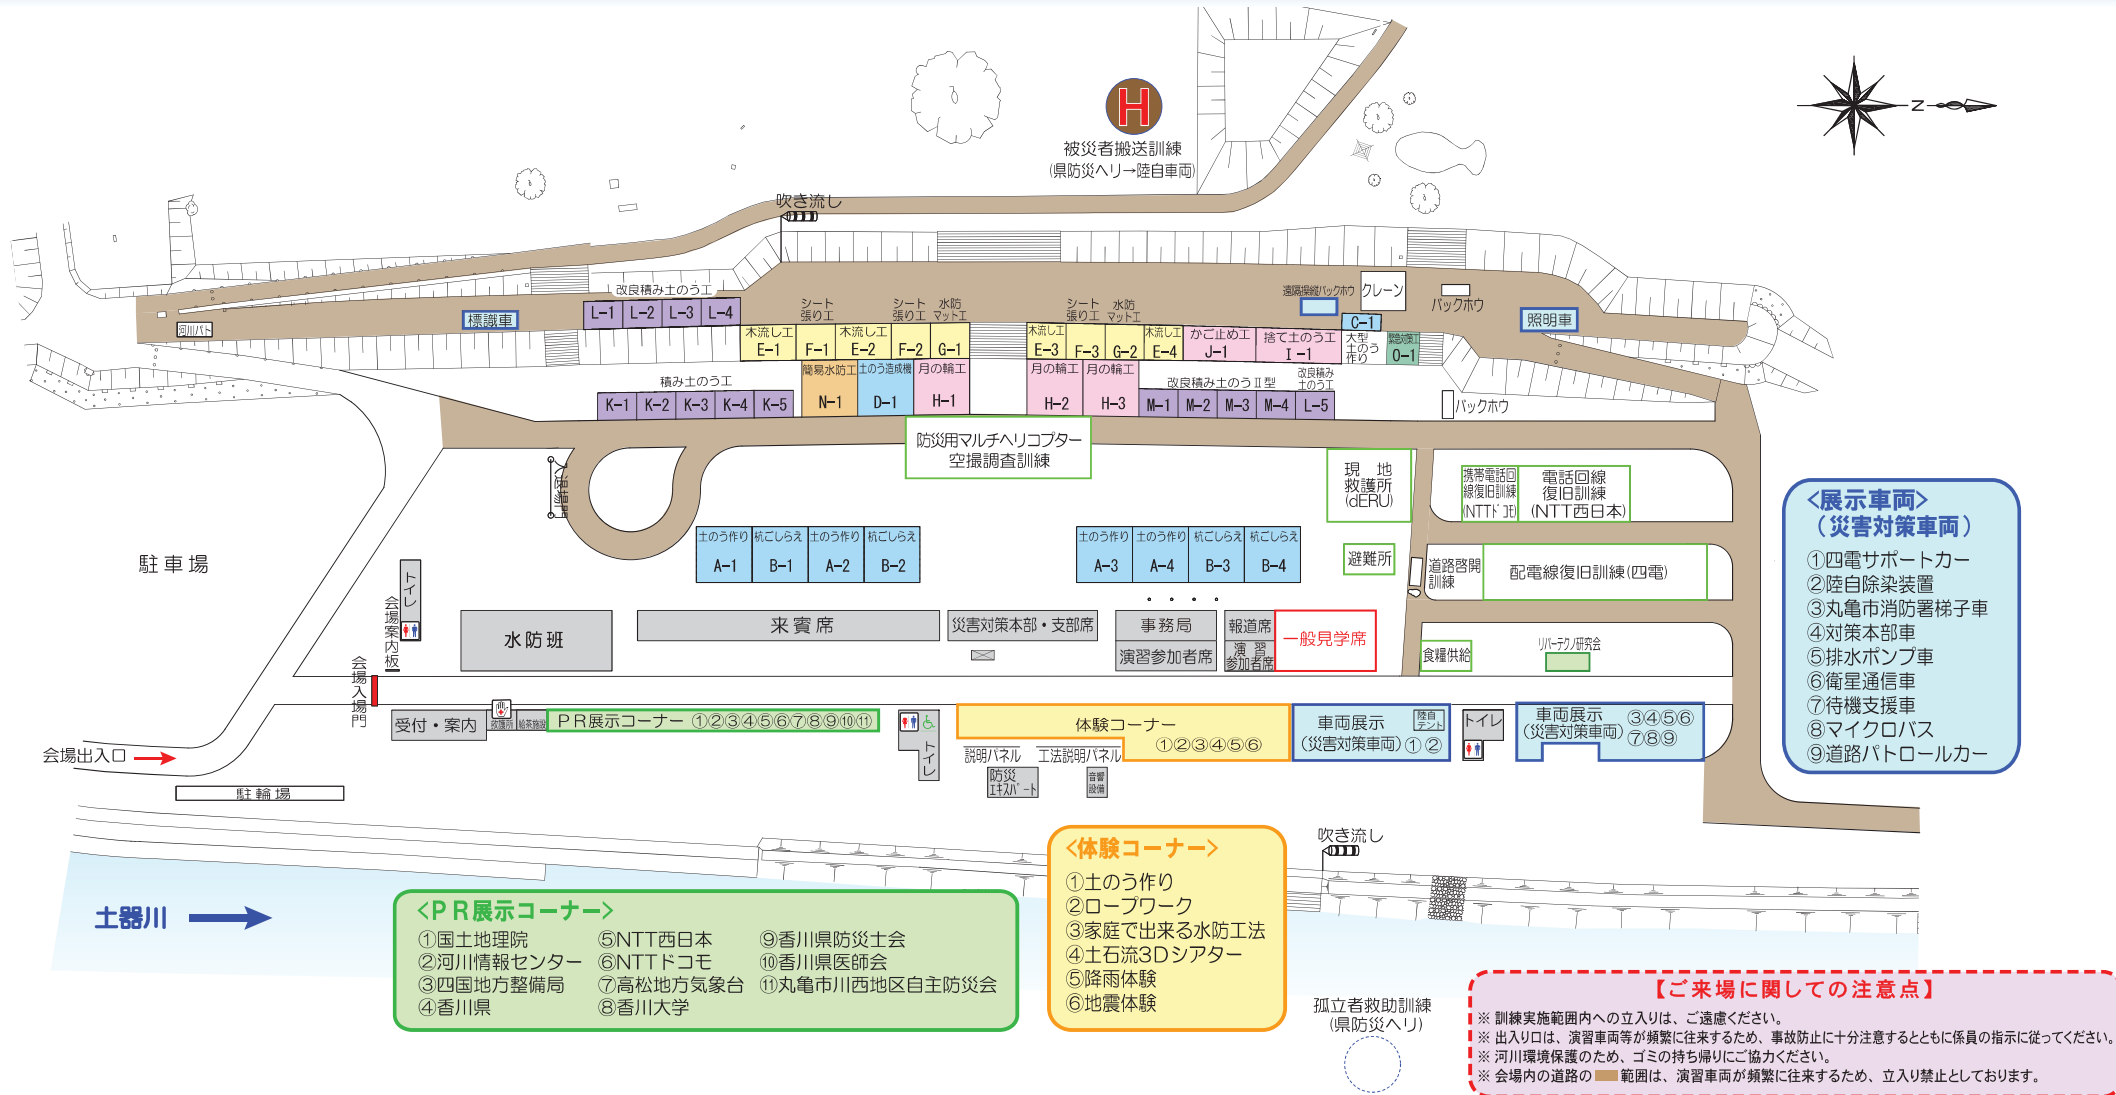 H
被災者搬送訓練
(県防災ヘリ→陸自車両)
N
吹き流し
河川パト
標識車
改良積み土のう工
L-1 L-2 L-3 L-4
シート張り工
シート張り工
水防マット工
シート張り工
水防マット工
遠隔操縦バックホウ
クレーン
バックホウ
照明車
木流し工 E-1
F-1
木流し工 E-2
F-2
G-1
木流し工 E-3
F-3
G-2
木流し工 E-4
かご止め工 J-1
捨て土のう工 I-1
C-1
大型土のう作り
O-1
積み土のう工
K-1 K-2 K-3 K-4 K-5
簡易水防工 N-1
土のう造成機 D-1
月の輪工 H-1
月の輪工 H-2
月の輪工 H-3
改良積み土のうⅡ型
M-1 M-2 M-3 M-4
改良積み土のう工
L-5
バックホウ
防災用マルチヘリコプター
空撮調査訓練
現地
救護所
(dERU)
携帯電話回線復旧訓練
(NTTドコモ)
電話回線
復旧訓練
(NTT西日本)
土のう作り A-1
杭ごしらえ B-1
土のう作り A-2
杭ごしらえ B-2
土のう作り A-3
土のう作り A-4
杭ごしらえ B-3
杭ごしらえ B-4
避難所
道路啓開訓練
配電線復旧訓練(四電)
駐車場
トイレ
会場案内板
会場入場門
水防班
来賓席
災害対策本部・支部席
事務局
演習参加者席
報道席
演習参加者席
一般見学席
食糧供給
リバーテクノ研究会
受付・案内
救護所
給茶施設
PR展示コーナー ①②③④⑤⑥⑦⑧⑨⑩⑪
トイレ
体験コーナー
①②③④⑤⑥
車両展示
(災害対策車両)①②
陸自テント
トイレ
車両展示 ③④⑤⑥
(災害対策車両) ⑦⑧⑨
説明パネル
工法説明パネル
防災エキスパート
音響設備
会場出入口
駐輪場
土器川
吹き流し
<展示車両>
(災害対策車両)
①四電サポートカー
②陸自除染装置
③丸亀市消防署梯子車
④対策本部車
⑤排水ポンプ車
⑥衛星通信車
⑦待機支援車
⑧マイクロバス
⑨道路パトロールカー
<PR展示コーナー>
①国土地理院
②河川情報センター
③四国地方整備局
④香川県
⑤NTT西日本
⑥NTTドコモ
⑦高松地方気象台
⑧香川大学
⑨香川県防災士会
⑩香川県医師会
⑪丸亀市川西地区自主防災会
<体験コーナー>
①土のう作り
②ロープワーク
③家庭で出来る水防工法
④土石流3Dシアター
⑤降雨体験
⑥地震体験
孤立者救助訓練
(県防災ヘリ)
【ご来場に関しての注意点】
※ 訓練実施範囲内への立入りは、ご遠慮ください。
※ 出入り口は、演習車両等が頻繁に往来するため、事故防止に十分注意するとともに係員の指示に従ってください。
※ 河川環境保護のため、ゴミの持ち帰りにご協力ください。
※ 会場内の道路の 範囲は、演習車両が頻繁に往来するため、立入り禁止としております。